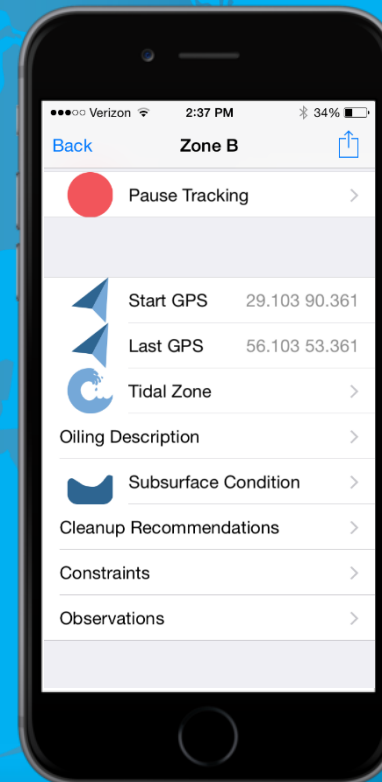 Verizon 2:37 PM 34%
Back Zone B
Pause Tracking
Start GPS 29.103 90.361
Last GPS 56.103 53.361
Tidal Zone
Oiling Description
Subsurface Condition
Cleanup Recommendations
Constraints
Observations